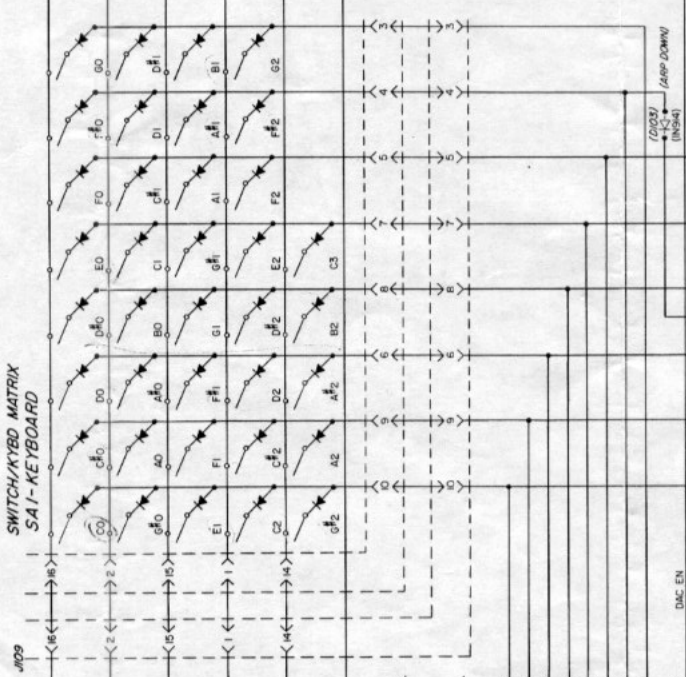 SWITCH/KYBD MATRIX
SA1-KEYBOARD
J109
C0 C#0 D0 D#0 E0 F0 F#0 G0
G#0 A0 A#0 B0 C1 C#1 D1 D#1
E1 F1 F#1 G1 G#1 A1 A#1 B1
C2 C#2 D2 D#2 E2 F2 F#2 G2
G#2 A2 A#2 B2 C3
16 16
2 2
15 15
1 1
14 14
10 9 6 8 7 5 4 3
10 9 6 8 7 5 4 3
(D103)
(1N914)
(ARP DOWN)
DAC EN